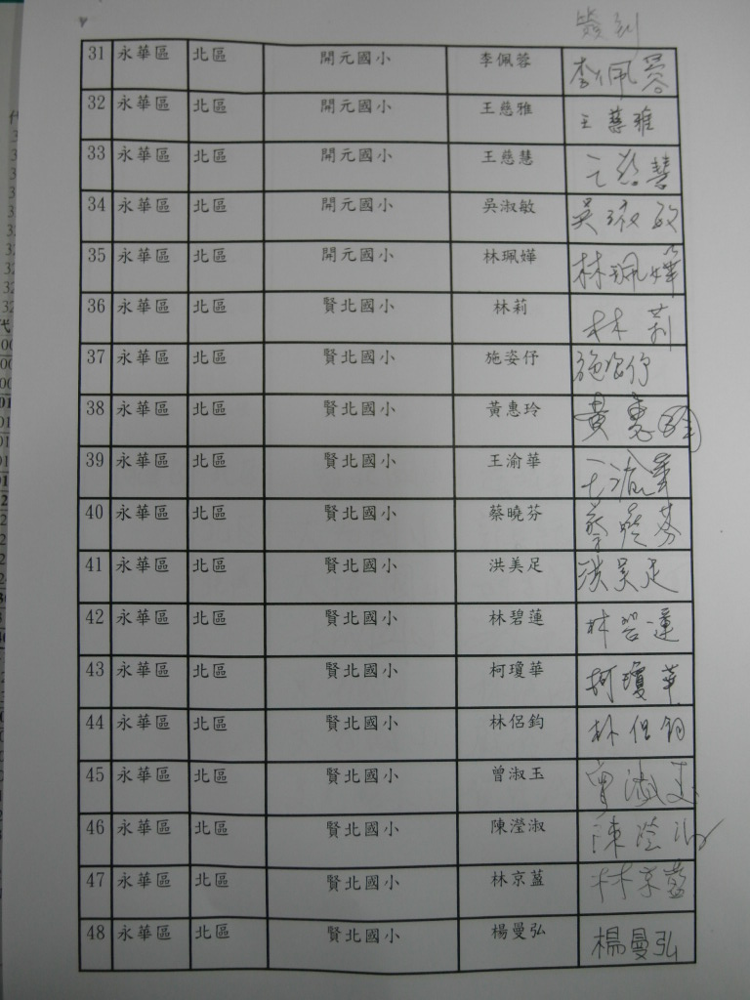 簽到
31 永華區 北區 開元國小 李佩蓉 李佩蓉
32 永華區 北區 開元國小 王慈雅 王慈雅
33 永華區 北區 開元國小 王慈慧 王慈慧
34 永華區 北區 開元國小 吳淑敏 吳淑敏
35 永華區 北區 開元國小 林珮嬅 林珮嬅
36 永華區 北區 賢北國小 林莉 林莉
37 永華區 北區 賢北國小 施姿伃 施姿伃
38 永華區 北區 賢北國小 黃惠玲 黃惠玲
39 永華區 北區 賢北國小 王渝華 王渝華
40 永華區 北區 賢北國小 蔡曉芬 蔡曉芬
41 永華區 北區 賢北國小 洪美足 洪美足
42 永華區 北區 賢北國小 林碧蓮 林碧蓮
43 永華區 北區 賢北國小 柯瓊華 柯瓊華
44 永華區 北區 賢北國小 林侶鈞 林侶鈞
45 永華區 北區 賢北國小 曾淑玉 曾淑玉
46 永華區 北區 賢北國小 陳瀅淑 陳瀅淑
47 永華區 北區 賢北國小 林京蓝 林京蓝
48 永華區 北區 賢北國小 楊曼弘 楊曼弘